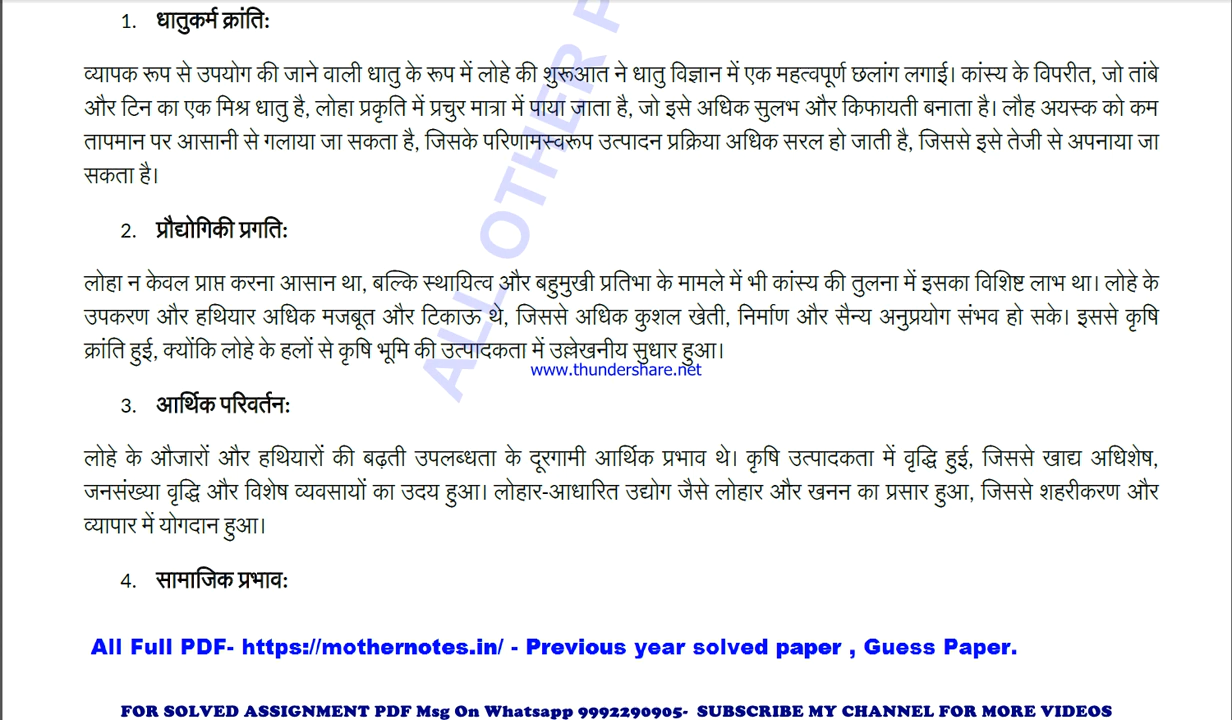 1. धातुकर्म क्रांति:
व्यापक रूप से उपयोग की जाने वाली धातु के रूप में लोहे की शुरूआत ने धातु विज्ञान में एक महत्वपूर्ण छलांग लगाई। कांस्य के विपरीत, जो तांबे
और टिन का एक मिश्र धातु है, लोहा प्रकृति में प्रचुर मात्रा में पाया जाता है, जो इसे अधिक सुलभ और किफायती बनाता है। लौह अयस्क को कम
तापमान पर आसानी से गलाया जा सकता है, जिसके परिणामस्वरूप उत्पादन प्रक्रिया अधिक सरल हो जाती है, जिससे इसे तेजी से अपनाया जा
सकता है।
2. प्रौद्योगिकी प्रगति:
लोहा न केवल प्राप्त करना आसान था, बल्कि स्थायित्व और बहुमुखी प्रतिभा के मामले में भी कांस्य की तुलना में इसका विशिष्ट लाभ था। लोहे के
उपकरण और हथियार अधिक मजबूत और टिकाऊ थे, जिससे अधिक कुशल खेती, निर्माण और सैन्य अनुप्रयोग संभव हो सके। इससे कृषि
क्रांति हुई, क्योंकि लोहे के हलों से कृषि भूमि की उत्पादकता में उल्लेखनीय सुधार हुआ।
www.thundershare.net
3. आर्थिक परिवर्तन:
लोहे के औजारों और हथियारों की बढ़ती उपलब्धता के दूरगामी आर्थिक प्रभाव थे। कृषि उत्पादकता में वृद्धि हुई, जिससे खाद्य अधिशेष,
जनसंख्या वृद्धि और विशेष व्यवसायों का उदय हुआ। लोहार-आधारित उद्योग जैसे लोहार और खनन का प्रसार हुआ, जिससे शहरीकरण और
व्यापार में योगदान हुआ।
4. सामाजिक प्रभाव:
ALL OTHER P
All Full PDF- https://mothernotes.in/ - Previous year solved paper , Guess Paper.
FOR SOLVED ASSIGNMENT PDF Msg On Whatsapp 9992290905- SUBSCRIBE MY CHANNEL FOR MORE VIDEOS